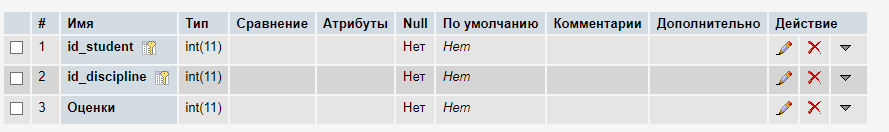 # Имя Тип Сравнение Атрибуты Null По умолчанию Комментарии Дополнительно Действие
1 id_student int(11) Нет Нет
2 id_discipline int(11) Нет Нет
3 Оценки int(11) Нет Нет